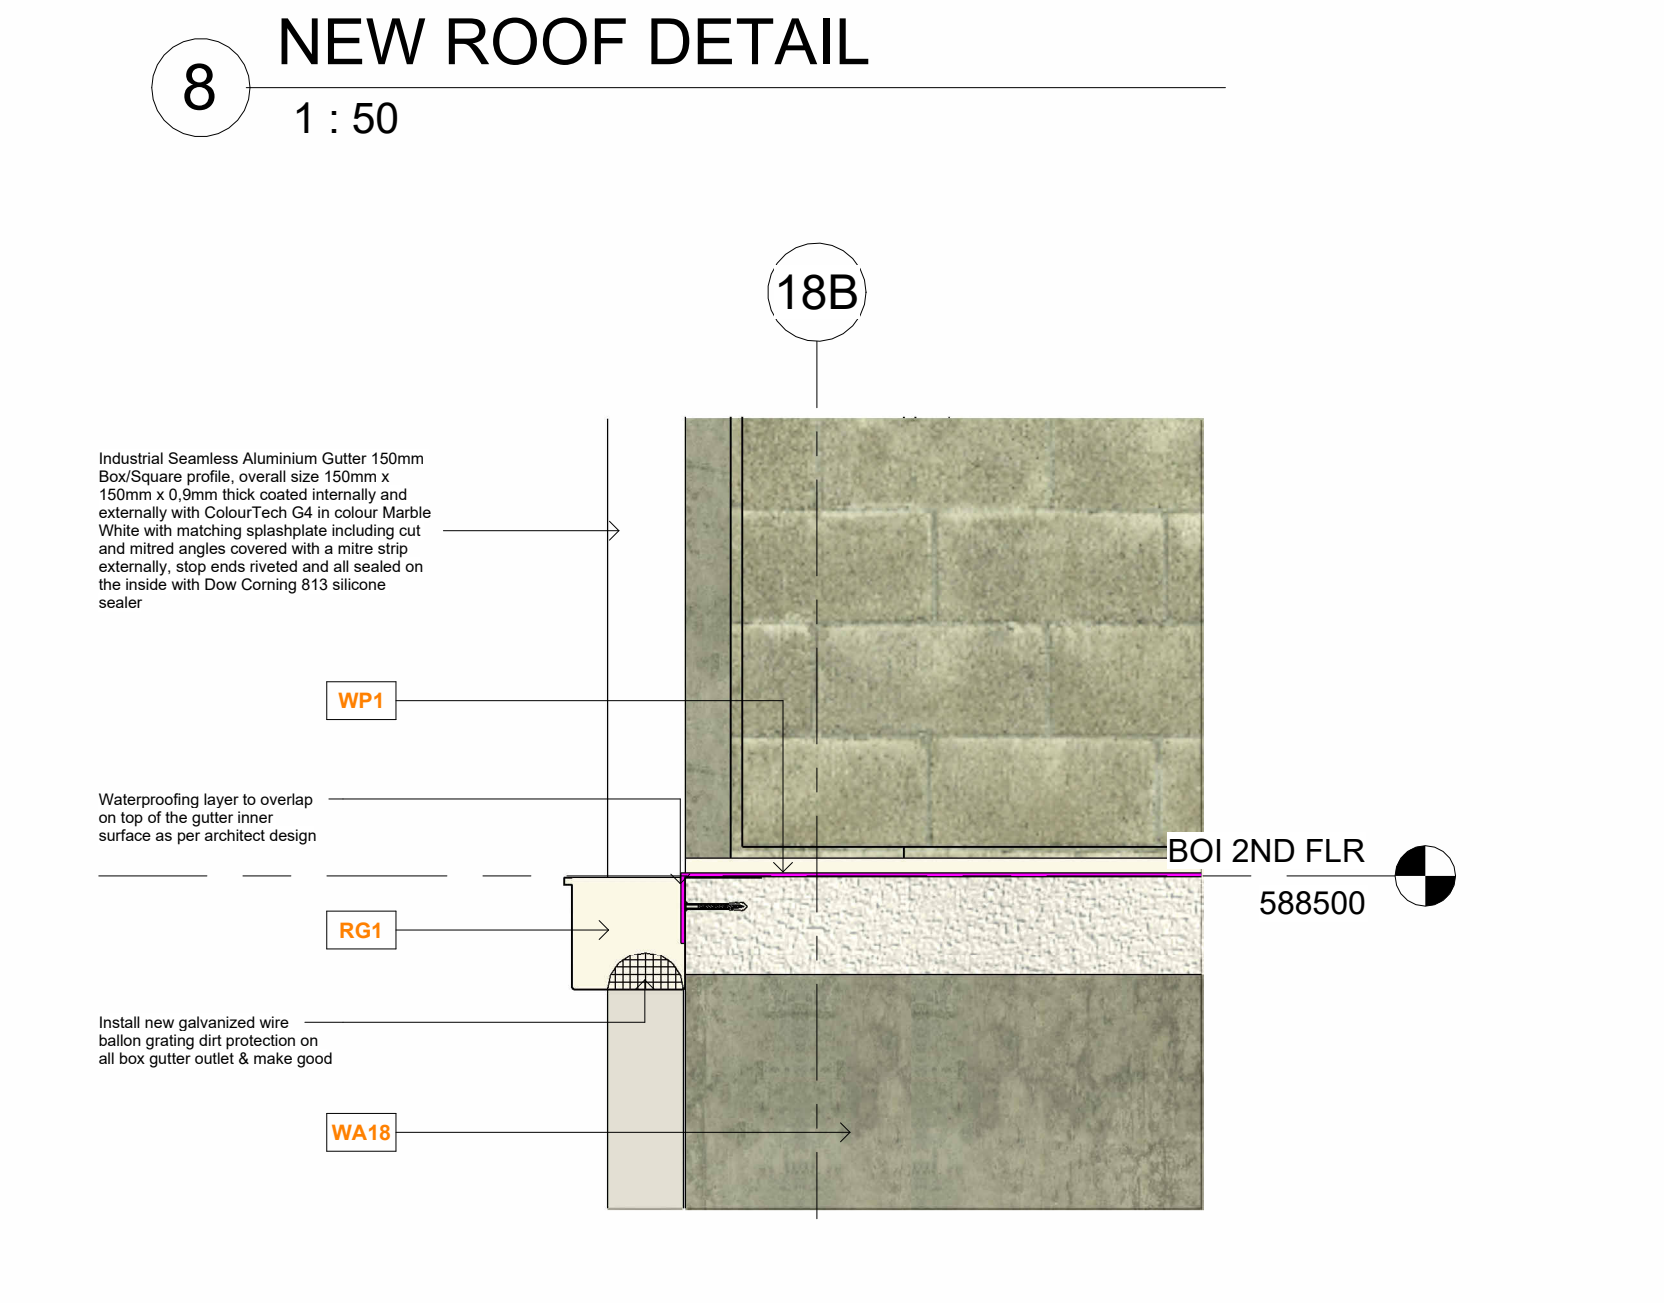 NEW ROOF DETAIL
8
1 : 50
18B
Industrial Seamless Aluminium Gutter 150mm
Box/Square profile, overall size 150mm x
150mm x 0,9mm thick coated internally and
externally with ColourTech G4 in colour Marble
White with matching splashplate including cut
and mitred angles covered with a mitre strip
externally, stop ends riveted and all sealed on
the inside with Dow Corning 813 silicone
sealer
WP1
Waterproofing layer to overlap
on top of the gutter inner
surface as per architect design
BOI 2ND FLR
588500
RG1
Install new galvanized wire
ballon grating dirt protection on
all box gutter outlet & make good
WA18